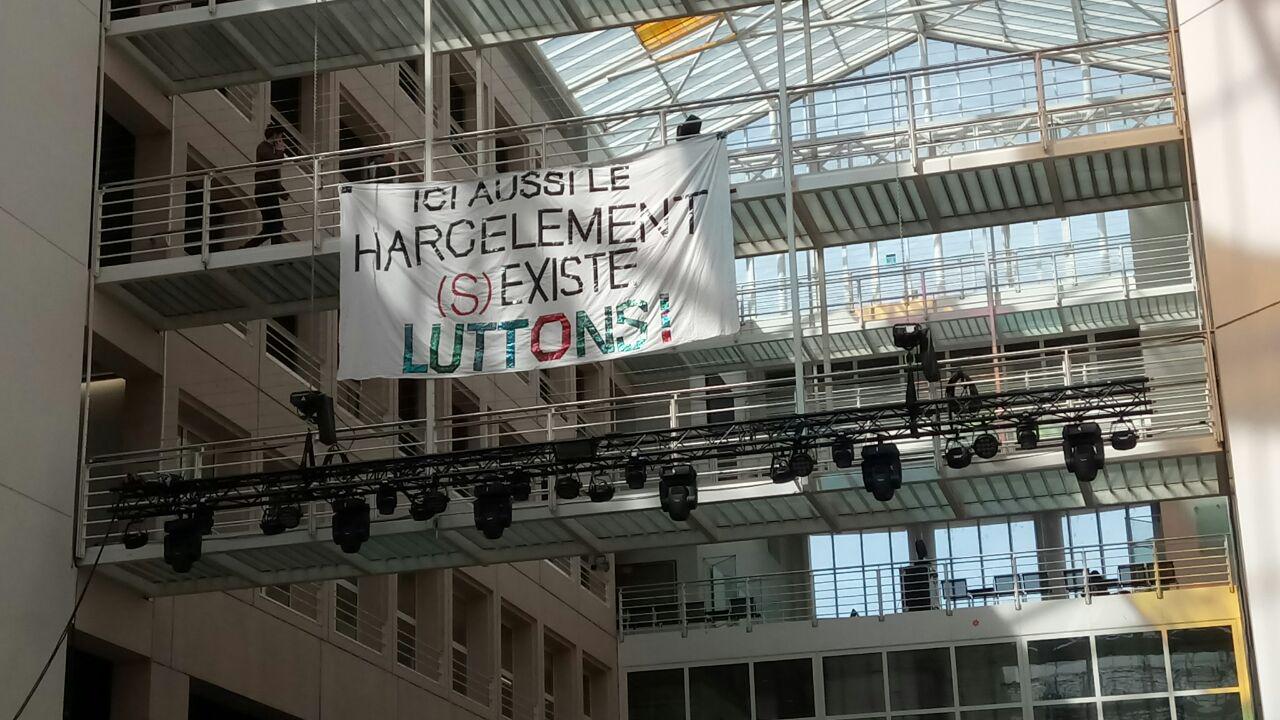 ICI AUSSI LE
HARCELEMENT
(S) EXISTE.
LUTTONS!